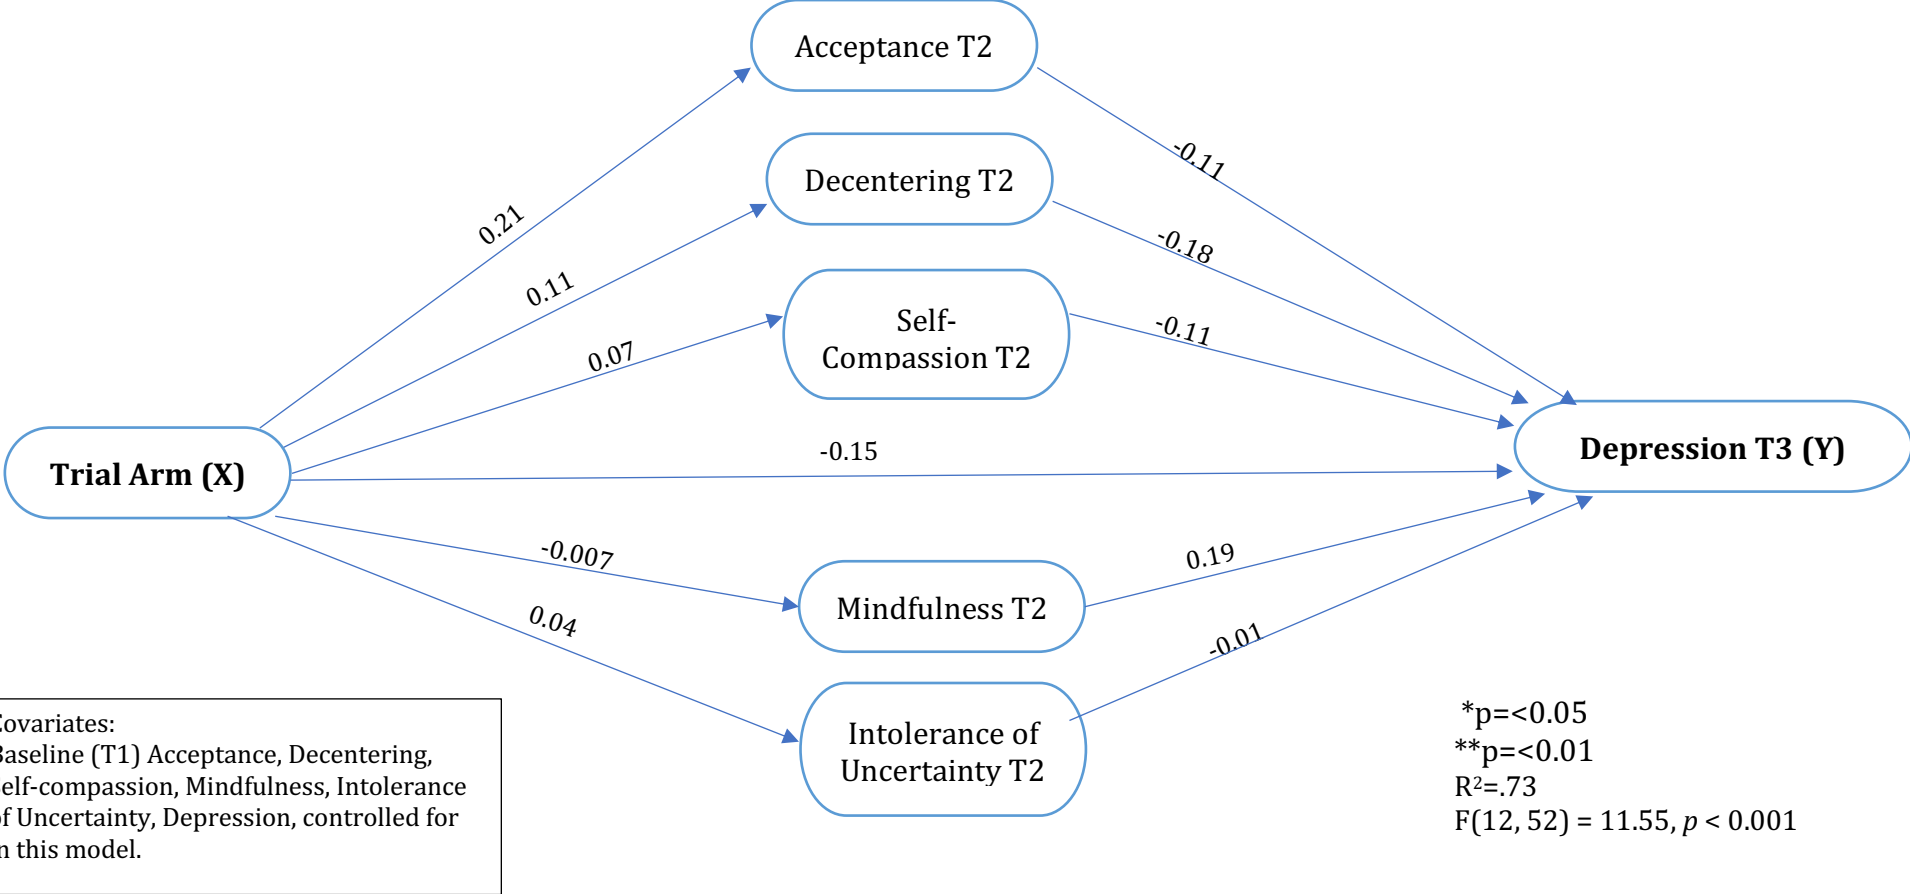 Acceptance T2
-0.11
Decentering T2
0.21
-0.18
0.11
Self-
Compassion T2
-0.11
0.07
Trial Arm (X)
-0.15
Depression T3 (Y)
-0.007
Mindfulness T2
0.19
0.04
-0.01
Intolerance of
Uncertainty T2
ovariates:
aseline (T1) Acceptance, Decentering,
elf-compassion, Mindfulness, Intolerance
f Uncertainty, Depression, controlled for
n this model.
*p=<0.05
**p=<0.01
R²=.73
F(12, 52) = 11.55, p < 0.001